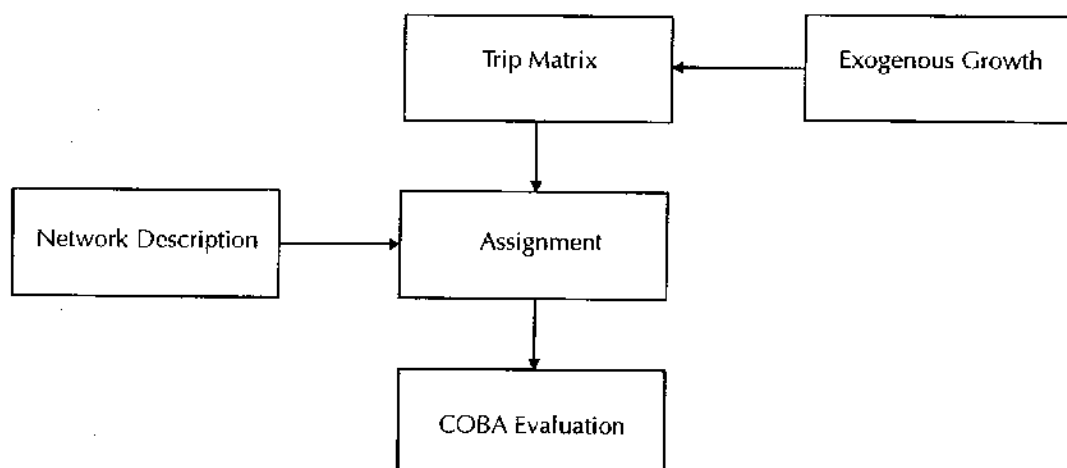 Trip Matrix
Exogenous Growth
Network Description
Assignment
COBA Evaluation